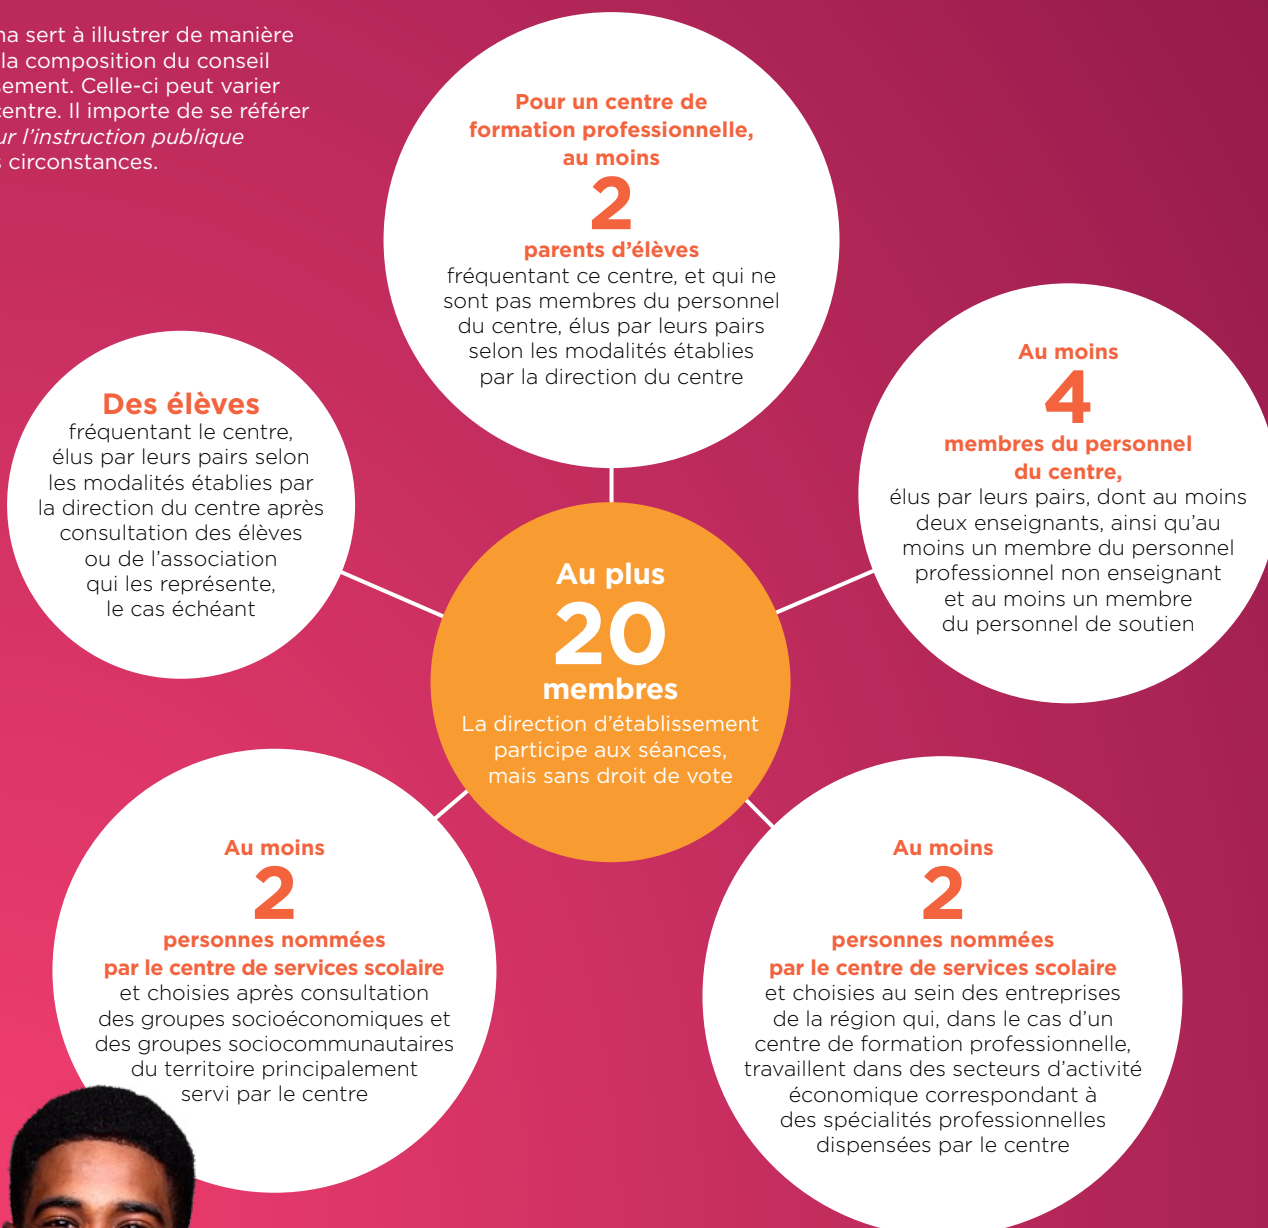 sert à illustrer de manière
la composition du conseil
Celle-ci peut varier
centre. Il importe de se référer
l’instruction publique
circonstances.
Pour un centre de
formation professionnelle,
au moins
2
parents d’élèves
fréquentant ce centre, et qui ne
sont pas membres du personnel
du centre, élus par leurs pairs
selon les modalités établies
par la direction du centre
Au moins
4
membres du personnel
du centre,
élus par leurs pairs, dont au moins
deux enseignants, ainsi qu’au
moins un membre du personnel
professionnel non enseignant
et au moins un membre
du personnel de soutien
Des élèves
fréquentant le centre,
élus par leurs pairs selon
les modalités établies par
la direction du centre après
consultation des élèves
ou de l’association
qui les représente,
le cas échéant
Au plus
20
membres
La direction d’établissement
participe aux séances,
mais sans droit de vote
Au moins
2
personnes nommées
par le centre de services scolaire
et choisies après consultation
des groupes socioéconomiques et
des groupes sociocommunautaires
du territoire principalement
servi par le centre
Au moins
2
personnes nommées
par le centre de services scolaire
et choisies au sein des entreprises
de la région qui, dans le cas d’un
centre de formation professionnelle,
travaillent dans des secteurs d’activité
économique correspondant à
des spécialités professionnelles
dispensées par le centre